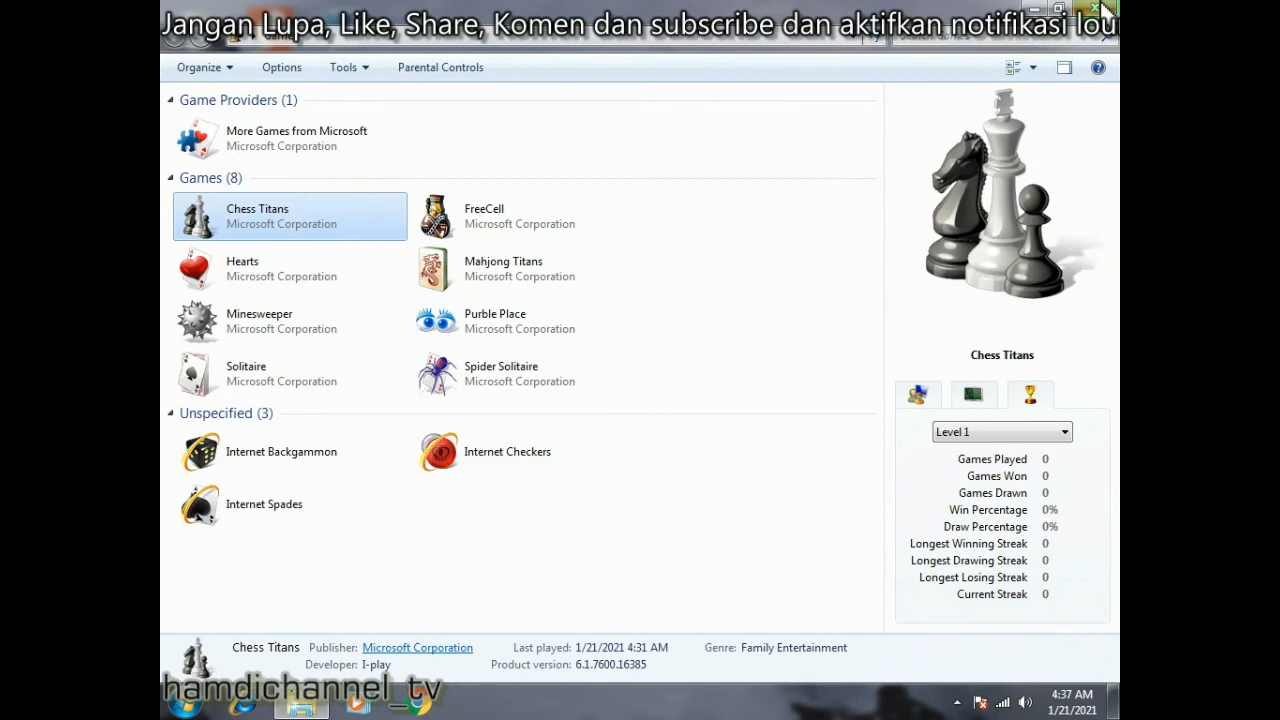 Jangan Lupa, Like, Share, Komen dan subscribe dan aktifkan notifikasi lou
Organize
Options
Tools
Parental Controls
Game Providers (1)
More Games from Microsoft
Microsoft Corporation
Games (8)
Chess Titans
Microsoft Corporation
FreeCell
Microsoft Corporation
Hearts
Microsoft Corporation
Mahjong Titans
Microsoft Corporation
Minesweeper
Microsoft Corporation
Purble Place
Microsoft Corporation
Solitaire
Microsoft Corporation
Spider Solitaire
Microsoft Corporation
Unspecified (3)
Internet Backgammon
Internet Checkers
Internet Spades
Chess Titans
Level 1
Games Played 0
Games Won 0
Games Drawn 0
Win Percentage 0%
Draw Percentage 0%
Longest Winning Streak 0
Longest Drawing Streak 0
Longest Losing Streak 0
Current Streak 0
Chess Titans Publisher: Microsoft Corporation Last played: 1/21/2021 4:31 AM Genre: Family Entertainment
Developer: I-play Product version: 6.1.7600.16385
hamdichannel_tv
4:37 AM
1/21/2021